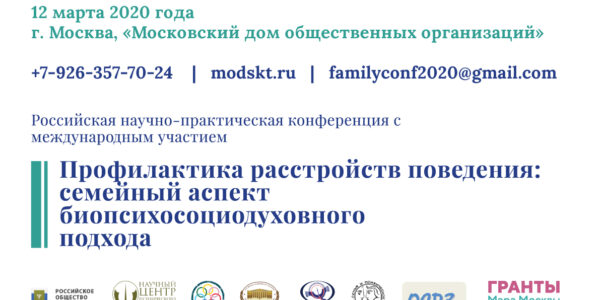 12 марта 2020 года
г. Москва, «Московский дом общественных организаций»
+7-926-357-70-24 | modskt.ru | familyconf2020@gmail.com
Российская научно-практическая конференция с
международным участием
Профилактика расстройств поведения:
семейный аспект
биопсихосоциодуховного
подхода
РОССИЙСКОЕ
ОБЩЕСТВО
НАУЧНЫЙ
ЦЕНТР
ГРАНТЫ
Мэра Москвы